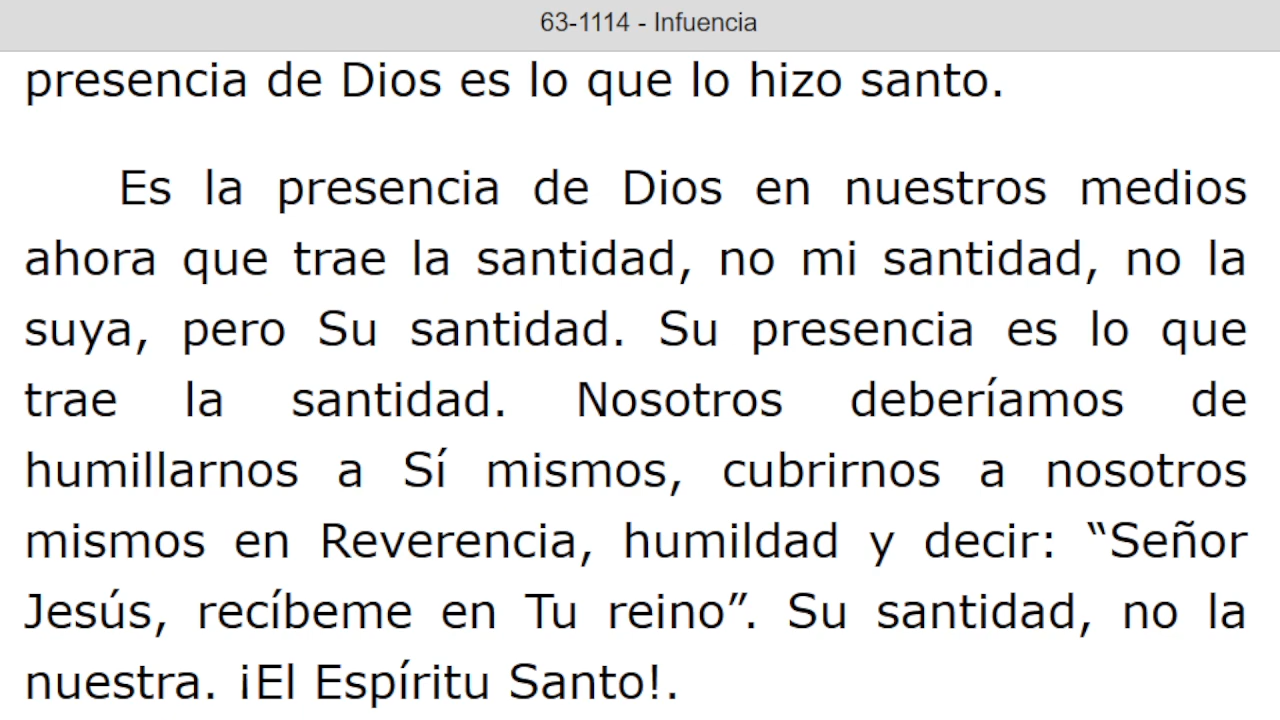 63-1114 - Infuencia
presencia de Dios es lo que lo hizo santo.
Es la presencia de Dios en nuestros medios
ahora que trae la santidad, no mi santidad, no la
suya, pero Su santidad. Su presencia es lo que
trae la santidad. Nosotros deberíamos de
humillarnos a Sí mismos, cubrirnos a nosotros
mismos en Reverencia, humildad y decir: “Señor
Jesús, recíbeme en Tu reino”. Su santidad, no la
nuestra. ¡El Espíritu Santo!.